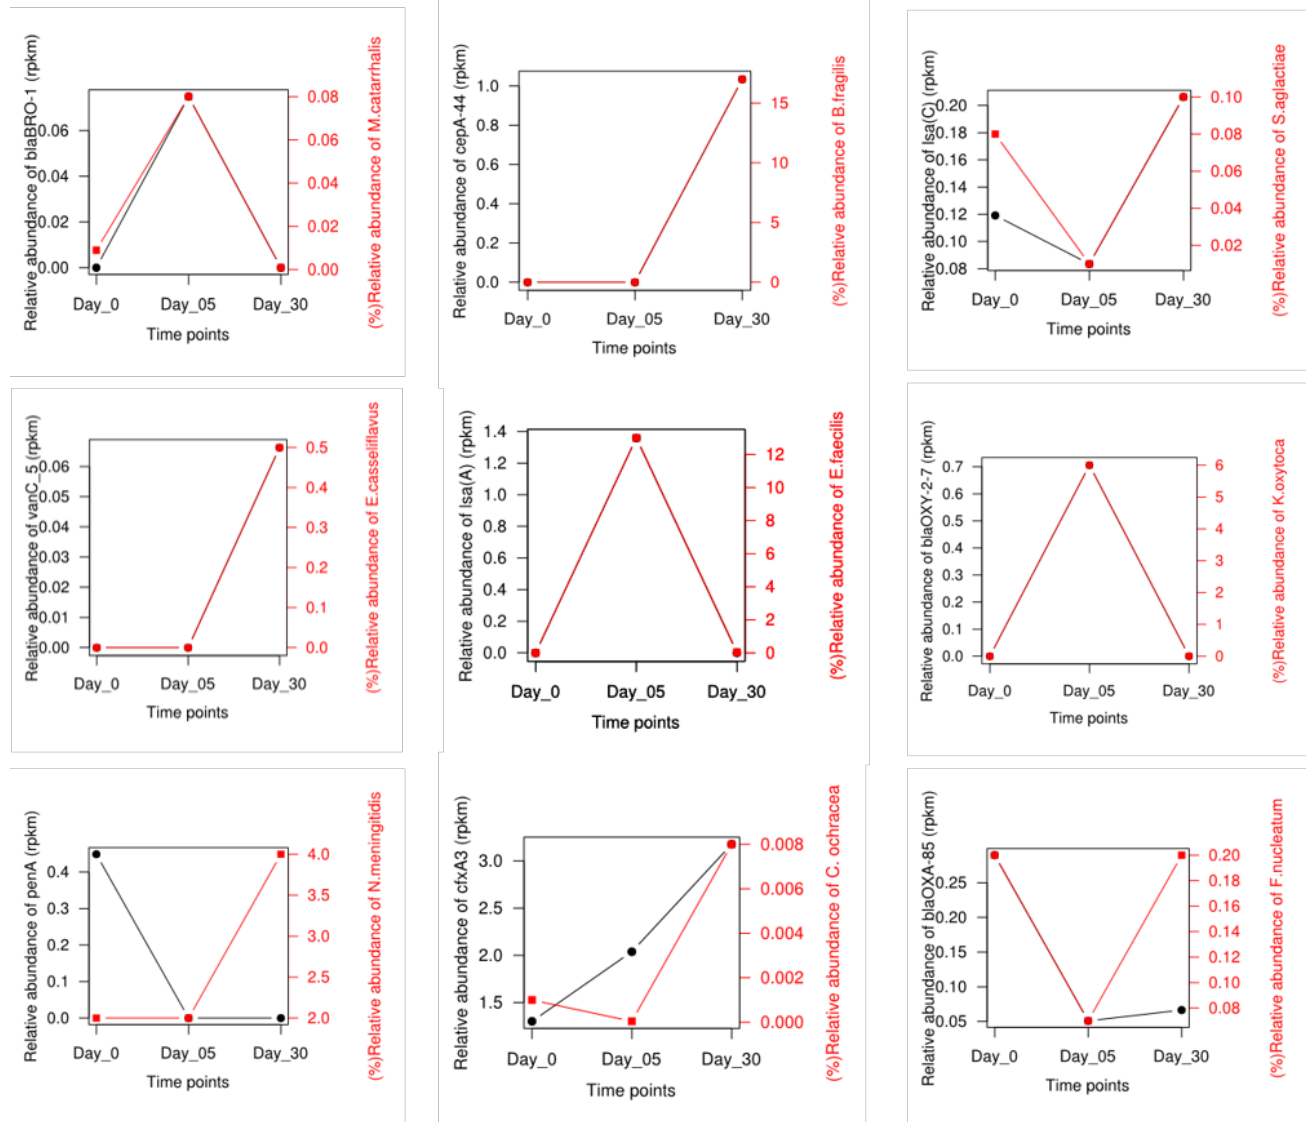 Relative abundance of blaBRO-1 (rpkm)
0.06
0.04
0.02
0.00
0.08
0.06
0.04
0.02
0.00
(%)Relative abundance of M.catarrhalis
Day_0 Day_05 Day_30
Time points
Relative abundance of cepA-44 (rpkm)
1.0
0.8
0.6
0.4
0.2
0.0
15
10
5
0
(%)Relative abundance of B.fragilis
Day_0 Day_05 Day_30
Time points
Relative abundance of lsa(C) (rpkm)
0.20
0.18
0.16
0.14
0.12
0.10
0.08
0.10
0.08
0.06
0.04
0.02
(%)Relative abundance of S.aglactiae
Day_0 Day_05 Day_30
Time points
Relative abundance of vanC_5 (rpkm)
0.06
0.05
0.04
0.03
0.02
0.01
0.00
0.5
0.4
0.3
0.2
0.1
0.0
(%)Relative abundance of E.casseliflavus
Day_0 Day_05 Day_30
Time points
Relative abundance of lsa(A) (rpkm)
1.4
1.2
1.0
0.8
0.6
0.4
0.2
0.0
12
10
8
6
4
2
0
(%)Relative abundance of E.faecilis
Day_0 Day_05 Day_30
Time points
Relative abundance of blaOXY-2-7 (rpkm)
0.7
0.6
0.5
0.4
0.3
0.2
0.1
0.0
6
5
4
3
2
1
0
(%)Relative abundance of K.oxytoca
Day_0 Day_05 Day_30
Time points
Relative abundance of penA (rpkm)
0.4
0.3
0.2
0.1
0.0
4.0
3.5
3.0
2.5
2.0
(%)Relative abundance of N.meningitidis
Day_0 Day_05 Day_30
Time points
Relative abundance of cfxA3 (rpkm)
3.0
2.5
2.0
1.5
0.008
0.006
0.004
0.002
0.000
(%)Relative abundance of C. ochracea
Day_0 Day_05 Day_30
Time points
Relative abundance of blaOXA-85 (rpkm)
0.25
0.20
0.15
0.10
0.05
0.20
0.18
0.16
0.14
0.12
0.10
0.08
(%)Relative abundance of F.nucleatum
Day_0 Day_05 Day_30
Time points